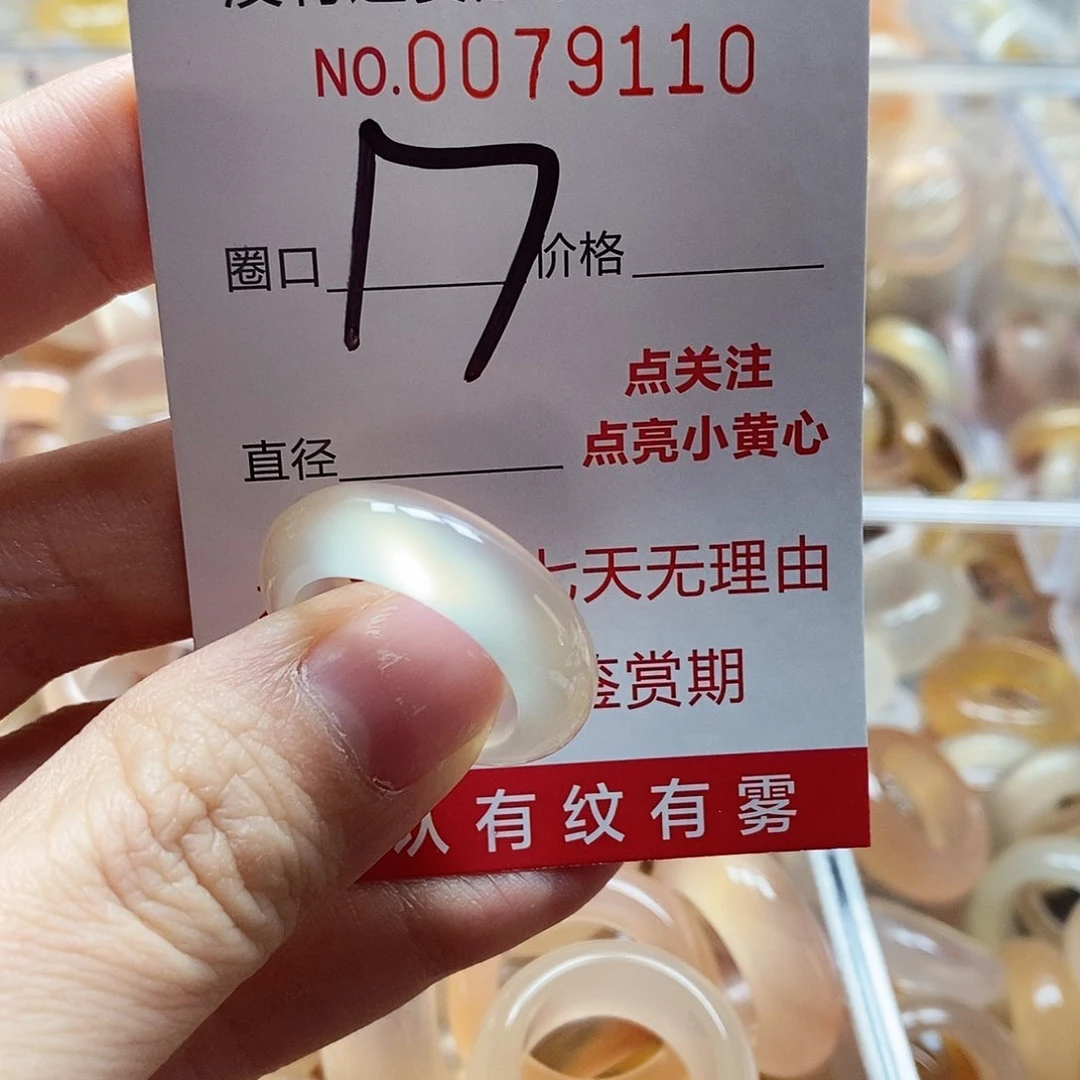 NO.0079110
17
圈口 价格
点关注
直径 点亮小黄心
七天无理由
鉴赏期
有纹有雾